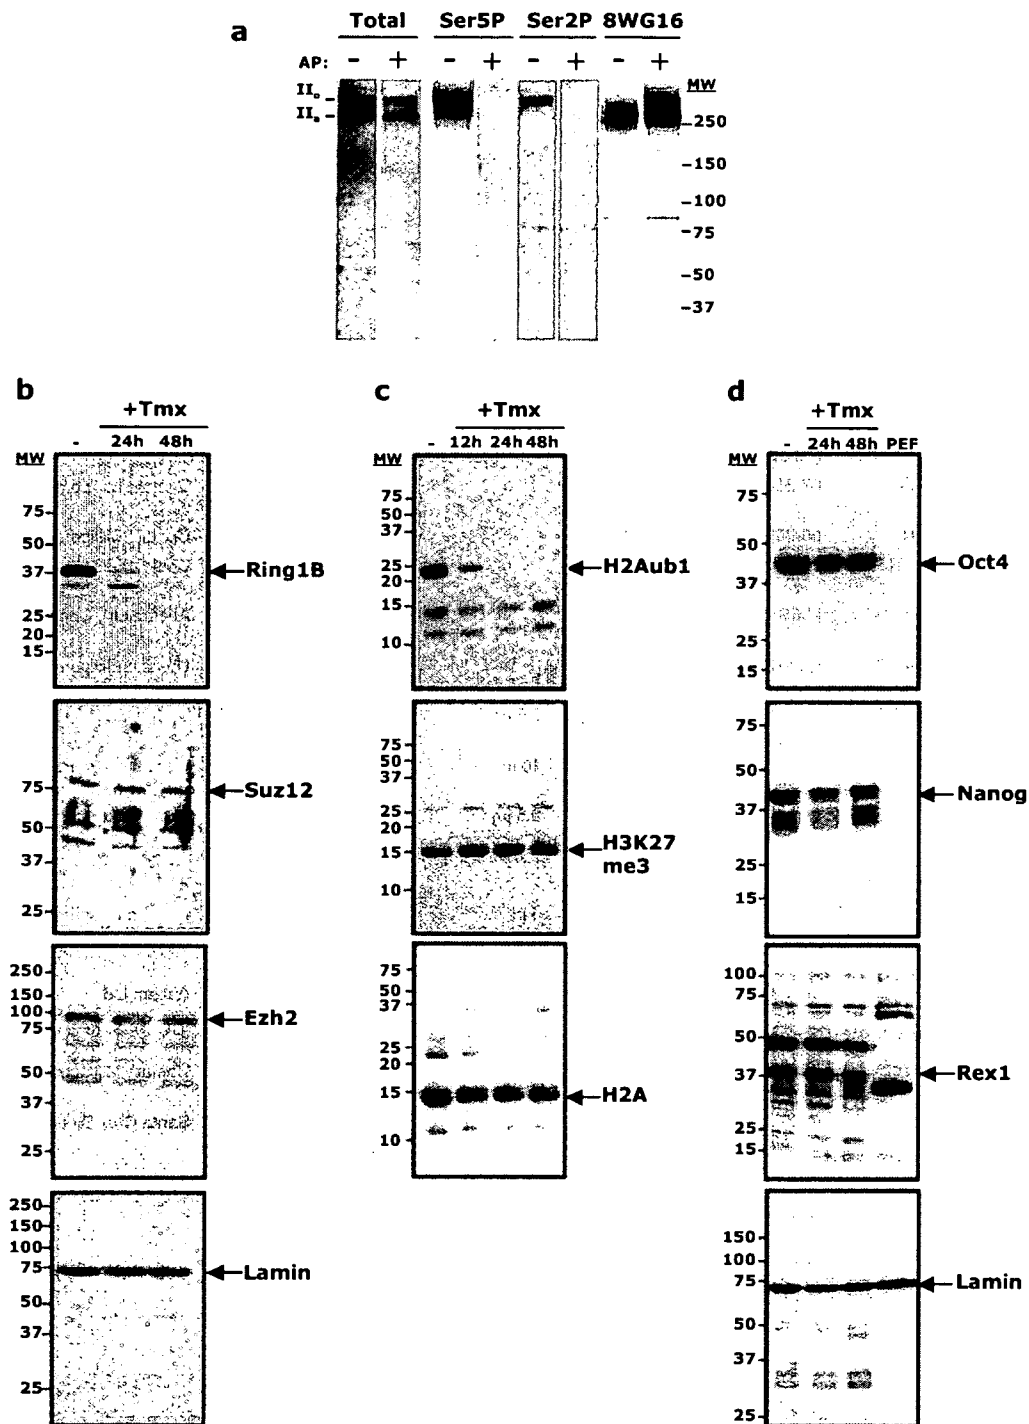 a
Total Ser5P Ser2P 8WG16
AP: - + - + - + - +
MW
IIo
IIa
-250
-150
-100
-75
-50
-37
b
+Tmx
- 24h 48h
MW
75-
50-
37-
25-
20-
15-
Ring1B
75-
50-
37-
25-
Suz12
250-
150-
100-
75-
50-
37-
25-
Ezh2
250-
150-
100-
75-
50-
37-
25-
Lamin
c
+Tmx
- 12h 24h 48h
MW
75-
50-
37-
25-
20-
15-
10-
H2Aub1
75-
50-
37-
25-
20-
15-
10-
H3K27
me3
75-
50-
37-
25-
20-
15-
10-
H2A
d
+Tmx
- 24h 48h PEF
MW
75-
50-
37-
25-
15-
Oct4
75-
50-
37-
25-
15-
Nanog
100-
75-
50-
37-
25-
15-
Rex1
150-
100-
75-
50-
37-
25-
Lamin